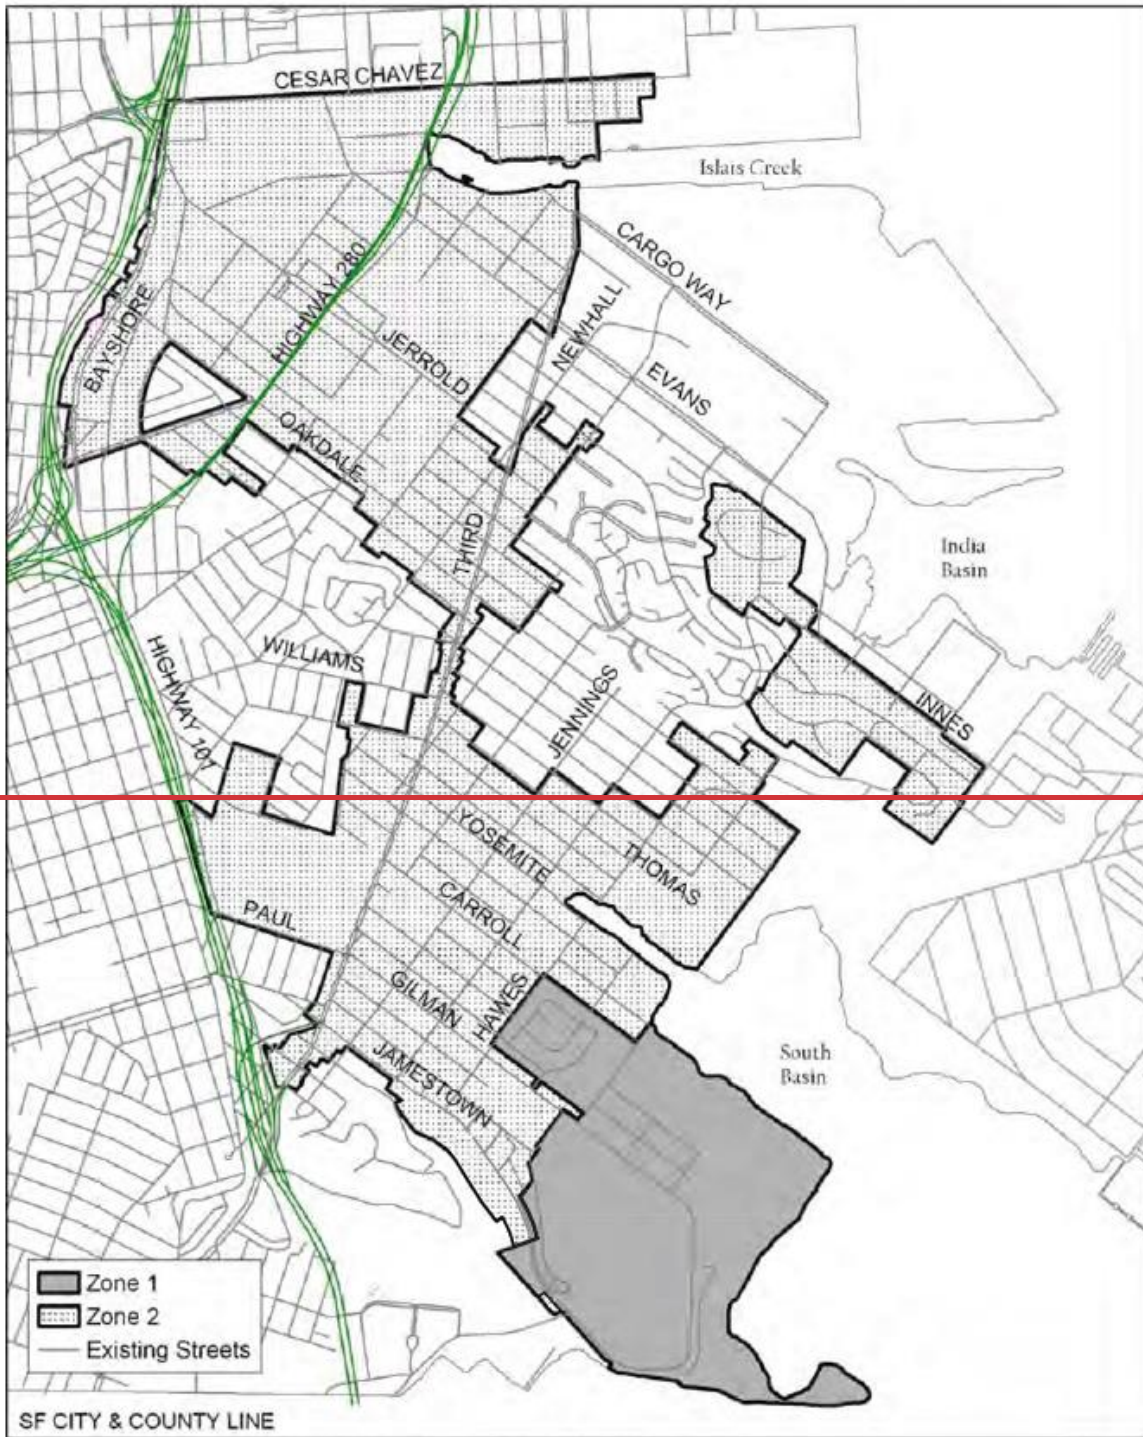 CESAR CHAVEZ
Islais Creek
CARGO WAY
HIGHWAY 280
NEWHALL
BAYSHORE
JERROLD
EVANS
OAKDALE
THIRD
India
Basin
WILLIAMS
HIGHWAY 101
JENNINGS
INNES
YOSEMITE
THOMAS
CARROLL
PAUL
GILMAN
HAWES
JAMESTOWN
South
Basin
Zone 1
Zone 2
Existing Streets
SF CITY & COUNTY LINE